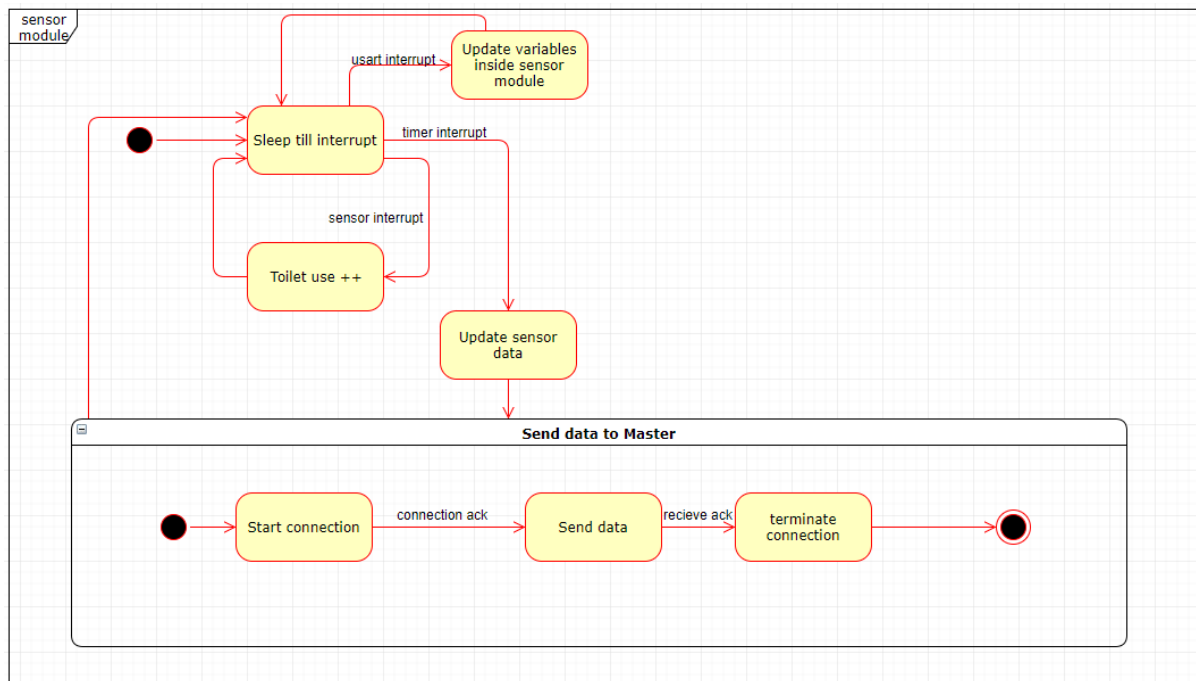 sensor
module
Update variables
inside sensor
module
usart interrupt
Sleep till interrupt
timer interrupt
sensor interrupt
Toilet use ++
Update sensor
data
Send data to Master
Start connection
connection ack
Send data
recieve ack
terminate
connection